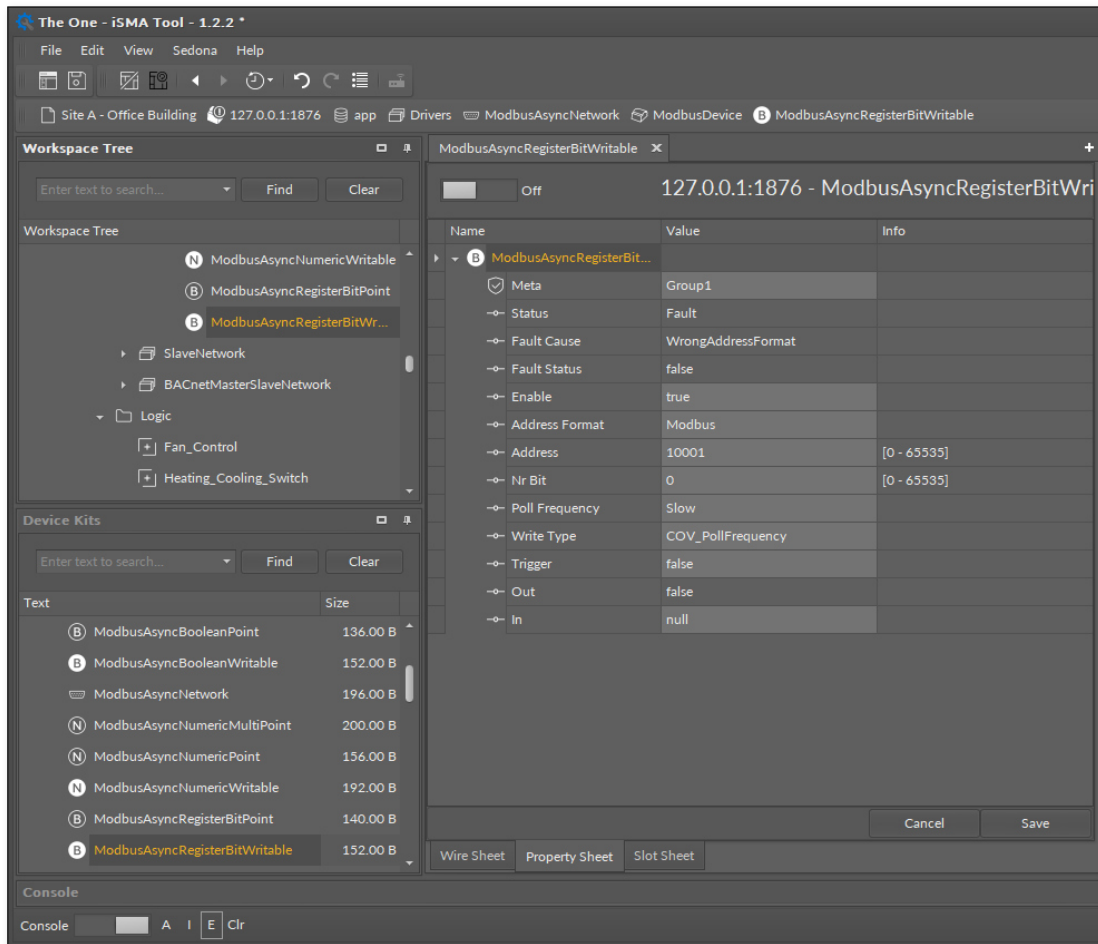 The One - iSMA Tool - 1.2.2 *
File Edit View Sedona Help
Site A - Office Building 127.0.0.1:1876 app Drivers ModbusAsyncNetwork ModbusDevice B ModbusAsyncRegisterBitWritable
Workspace Tree
Enter text to search... Find Clear
Workspace Tree
N ModbusAsyncNumericWritable
B ModbusAsyncRegisterBitPoint
B ModbusAsyncRegisterBitWr...
SlaveNetwork
BACnetMasterSlaveNetwork
Logic
Fan_Control
Heating_Cooling_Switch
Device Kits
Enter text to search... Find Clear
Text Size
B ModbusAsyncBooleanPoint 136.00 B
B ModbusAsyncBooleanWritable 152.00 B
ModbusAsyncNetwork 196.00 B
N ModbusAsyncNumericMultiPoint 200.00 B
N ModbusAsyncNumericPoint 156.00 B
N ModbusAsyncNumericWritable 192.00 B
B ModbusAsyncRegisterBitPoint 140.00 B
B ModbusAsyncRegisterBitWritable 152.00 B
ModbusAsyncRegisterBitWritable
Off 127.0.0.1:1876 - ModbusAsyncRegisterBitWri
Name Value Info
B ModbusAsyncRegisterBit...
Meta Group1
Status Fault
Fault Cause WrongAddressFormat
Fault Status false
Enable true
Address Format Modbus
Address 10001 [0 - 65535]
Nr Bit 0 [0 - 65535]
Poll Frequency Slow
Write Type COV_PollFrequency
Trigger false
Out false
In null
Cancel Save
Wire Sheet Property Sheet Slot Sheet
Console
Console A I E Clr